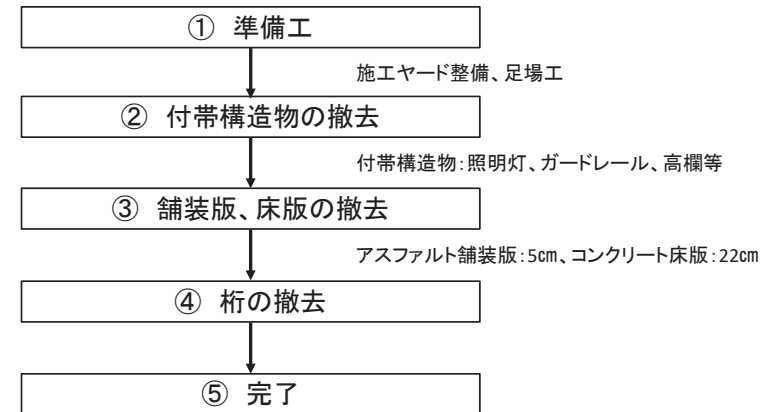 ① 準備工
施工ヤード整備、足場工
② 付帯構造物の撤去
付帯構造物:照明灯、ガードレール、高欄等
③ 舗装版、床版の撤去
アスファルト舗装版:5㎝、コンクリート床版:22㎝
④ 桁の撤去
⑤ 完了